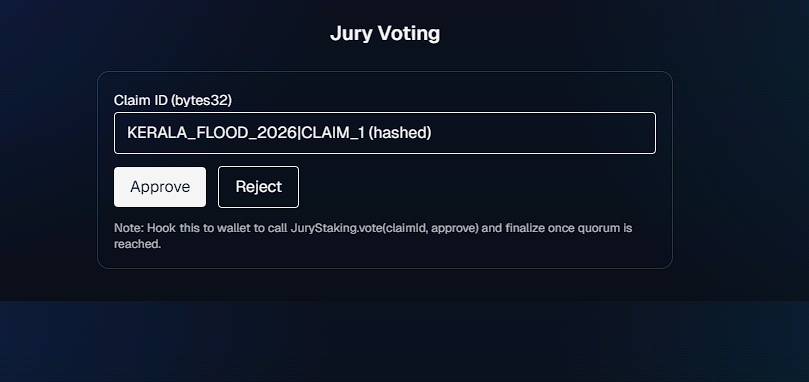 Jury Voting
Claim ID (bytes32)
KERALA_FLOOD_2026|CLAIM_1 (hashed)
Approve
Reject
Note: Hook this to wallet to call JuryStaking.vote(claimId, approve) and finalize once quorum is
reached.